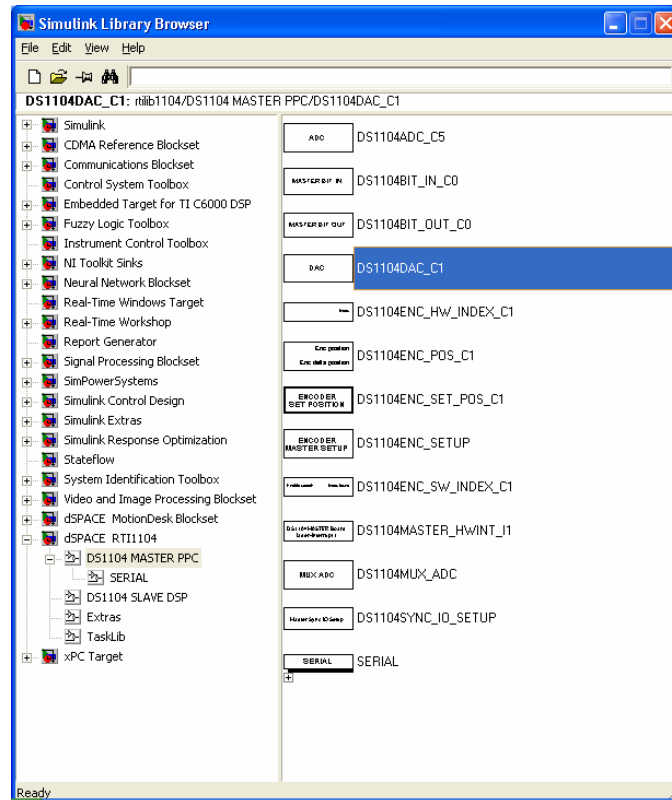 Simulink Library Browser
File Edit View Help
DS1104DAC_C1: rtilib1104/DS1104 MASTER PPC/DS1104DAC_C1
Simulink
CDMA Reference Blockset
Communications Blockset
Control System Toolbox
Embedded Target for TI C6000 DSP
Fuzzy Logic Toolbox
Instrument Control Toolbox
NI Toolkit Sinks
Neural Network Blockset
Real-Time Windows Target
Real-Time Workshop
Report Generator
Signal Processing Blockset
SimPowerSystems
Simulink Control Design
Simulink Extras
Simulink Response Optimization
Stateflow
System Identification Toolbox
Video and Image Processing Blockset
dSPACE MotionDesk Blockset
dSPACE RTI1104
DS1104 MASTER PPC
SERIAL
DS1104 SLAVE DSP
Extras
TaskLib
xPC Target
ADC DS1104ADC_C5
MASTER BIT IN DS1104BIT_IN_C0
MASTER BIT OUT DS1104BIT_OUT_C0
DAC DS1104DAC_C1
DS1104ENC_HW_INDEX_C1
Enc position
Enc delta position
DS1104ENC_POS_C1
ENCODER
SET POSITION
DS1104ENC_SET_POS_C1
ENCODER
MASTER SETUP
DS1104ENC_SETUP
DS1104ENC_SW_INDEX_C1
DS1104MASTER_HWINT_I1
MUX ADC DS1104MUX_ADC
Master Sync IO Setup DS1104SYNC_IO_SETUP
SERIAL SERIAL
Ready